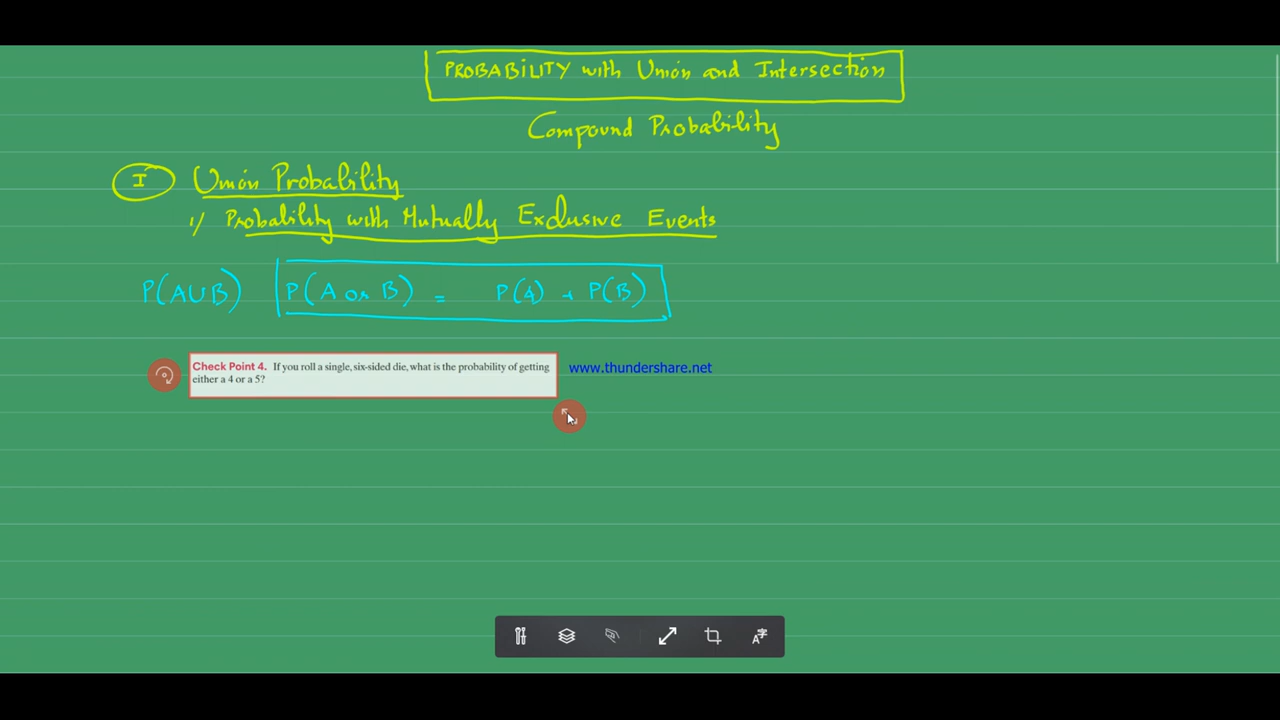 PROBABILITY with Union and Intersection
Compound Probability
I Union Probability
1/ Probability with Mutually Exclusive Events
P(A∪B) P(A or B) = P(A) + P(B)
Check Point 4. If you roll a single, six-sided die, what is the probability of getting
either a 4 or a 5?
www.thundershare.net